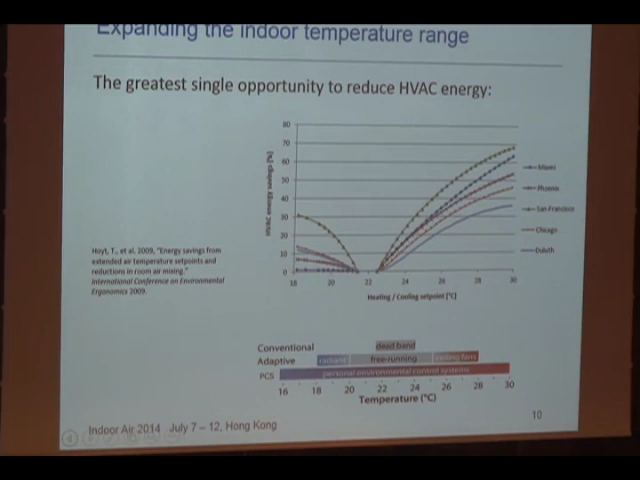 Expanding the indoor temperature range
The greatest single opportunity to reduce HVAC energy:
80
70
60
50
40
30
20
10
0
HVAC energy savings (%)
18 20 22 24 26 28 30
Heating / Cooling setpoint (°C)
Miami
Phoenix
San Francisco
Chicago
Duluth
Hoyt, T., et al, 2009, "Energy savings from
extended air temperature setpoints and
reductions in room air mixing."
International Conference on Environmental
Ergonomics 2009.
Conventional dead band
Adaptive radiant free-running ceiling fans
PCS personal environmental control systems
16 18 20 22 24 26 28 30
Temperature (°C)
Indoor Air 2014 July 7 – 12, Hong Kong
10